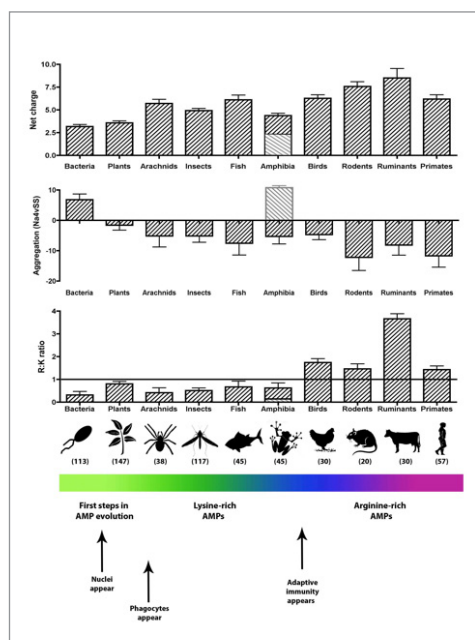 Net charge
10.0
7.5
5.0
2.5
0.0
Bacteria Plants Arachnids Insects Fish Amphibia Birds Rodents Ruminants Primates
Aggregation (Na4vSS)
10
0
-10
-20
Bacteria Plants Arachnids Insects Fish Amphibia Birds Rodents Ruminants Primates
R:K ratio
4
3
2
1
0
Bacteria Plants Arachnids Insects Fish Amphibia Birds Rodents Ruminants Primates
(113) (147) (38) (117) (45) (45) (30) (20) (30) (57)
First steps in
AMP evolution
Lysine-rich
AMPs
Arginine-rich
AMPs
Nuclei
appear
Phagocytes
appear
Adaptive
immunity
appears